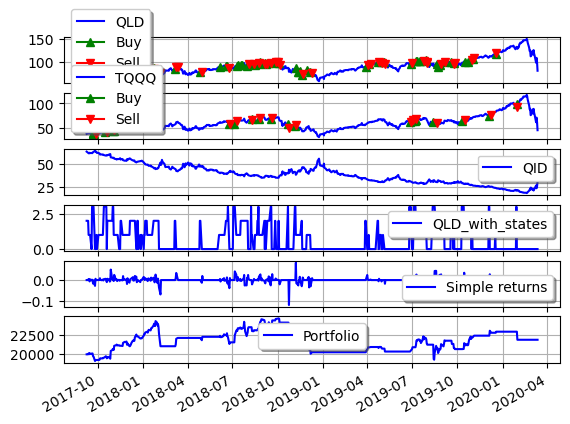 QLD
Buy
Sell
150
100
TQQQ
Buy
Sell
100
50
QID
50
25
QLD_with_states
2.5
0.0
Simple returns
0.0
−0.1
Portfolio
22500
20000
2017-10 2018-01 2018-04 2018-07 2018-10 2019-01 2019-04 2019-07 2019-10 2020-01 2020-04